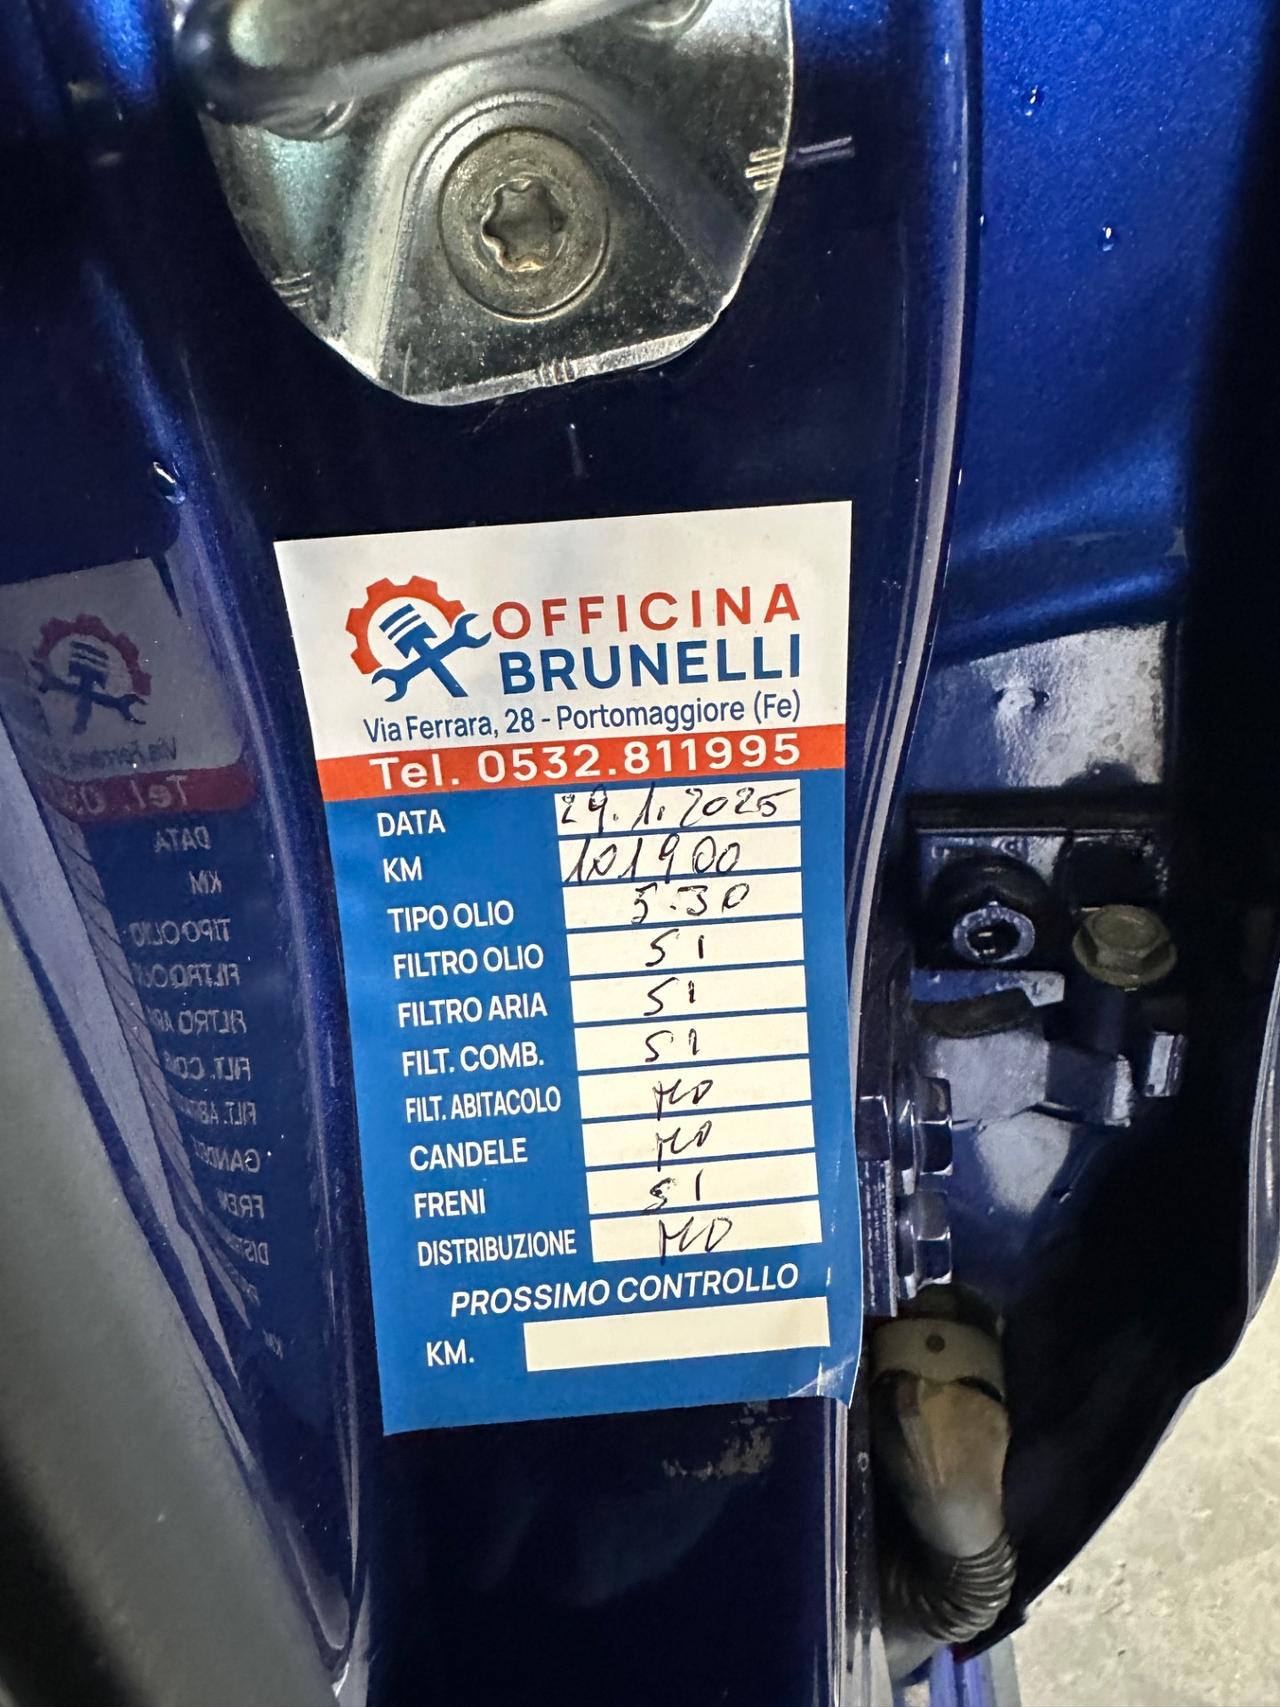 OFFICINA
BRUNELLI
Via Ferrara, 28 - Portomaggiore (Fe)
Tel. 0532.811995
DATA 29.1.2025
KM 101900
TIPO OLIO 5.30
FILTRO OLIO SI
FILTRO ARIA SI
FILT. COMB. SI
FILT. ABITACOLO NO
CANDELE NO
FRENI SI
DISTRIBUZIONE NO
PROSSIMO CONTROLLO
KM.